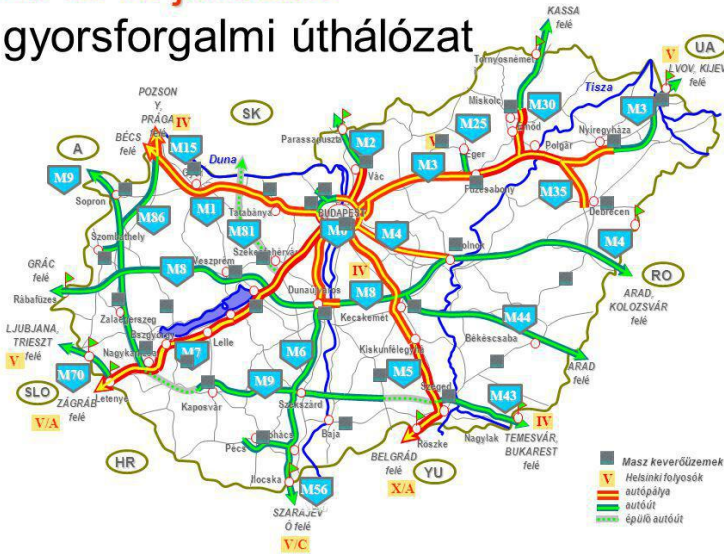 gyorsforgalmi úthálózat
KASSA
felé
UA
V
LVOV, KIJEV
felé
Tornyosnémeti
Tisza
POZSON
Y,
PRÁGA
felé
IV
SK
Miskolc
M30
M3
BÉCS
felé
M15
Parassapuszta
M2
M25
Emőd
Nyíregyháza
A
Duna
V
Eger
Polgár
M9
Győr
Vác
M3
Sopron
M1
Füzesabony
M35
M86
Tatabánya
BUDAPEST
Debrecen
M81
M0
M4
M4
Szombathely
Székesfehérvár
Szolnok
GRÁC
felé
M8
Veszprém
IV
RO
Rábafüzes
Dunaújváros
M8
ARAD,
KOLOZSVÁR
felé
Zalaegerszeg
Kecskemét
M44
LJUBJANA,
TRIESZT
felé
V
Lelle
M6
Békéscsaba
Nagykanizsa
M7
Kiskunfélegyháza
ARAD
felé
M70
M9
M5
SLO
Letenye
Kaposvár
Szekszárd
Szeged
M43
V/A
ZÁGRÁB
felé
IV
Pécs
Mohács
Baja
Röszke
Nagylak
TEMESVÁR,
BUKAREST
felé
HR
BELGRÁD
felé
YU
Ilocska
M56
X/A
SZARAJEV
Ó felé
V/C
Masz keverőüzemek
V Helsinki folyosók
autópálya
autóút
épülő autóút